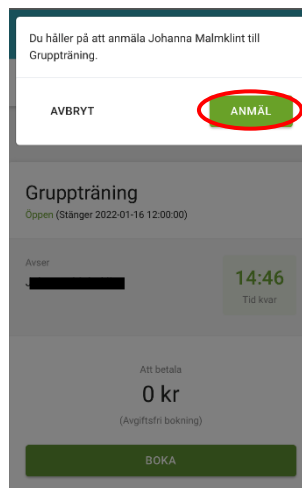 Du håller på att anmäla Johanna Malmklint till
Gruppträning.
AVBRYT
ANMÄL
Gruppträning
Öppen (Stänger 2022-01-16 12:00:00)
Avser
14:46
Tid kvar
Att betala
0 kr
(Avgiftsfri bokning)
BOKA